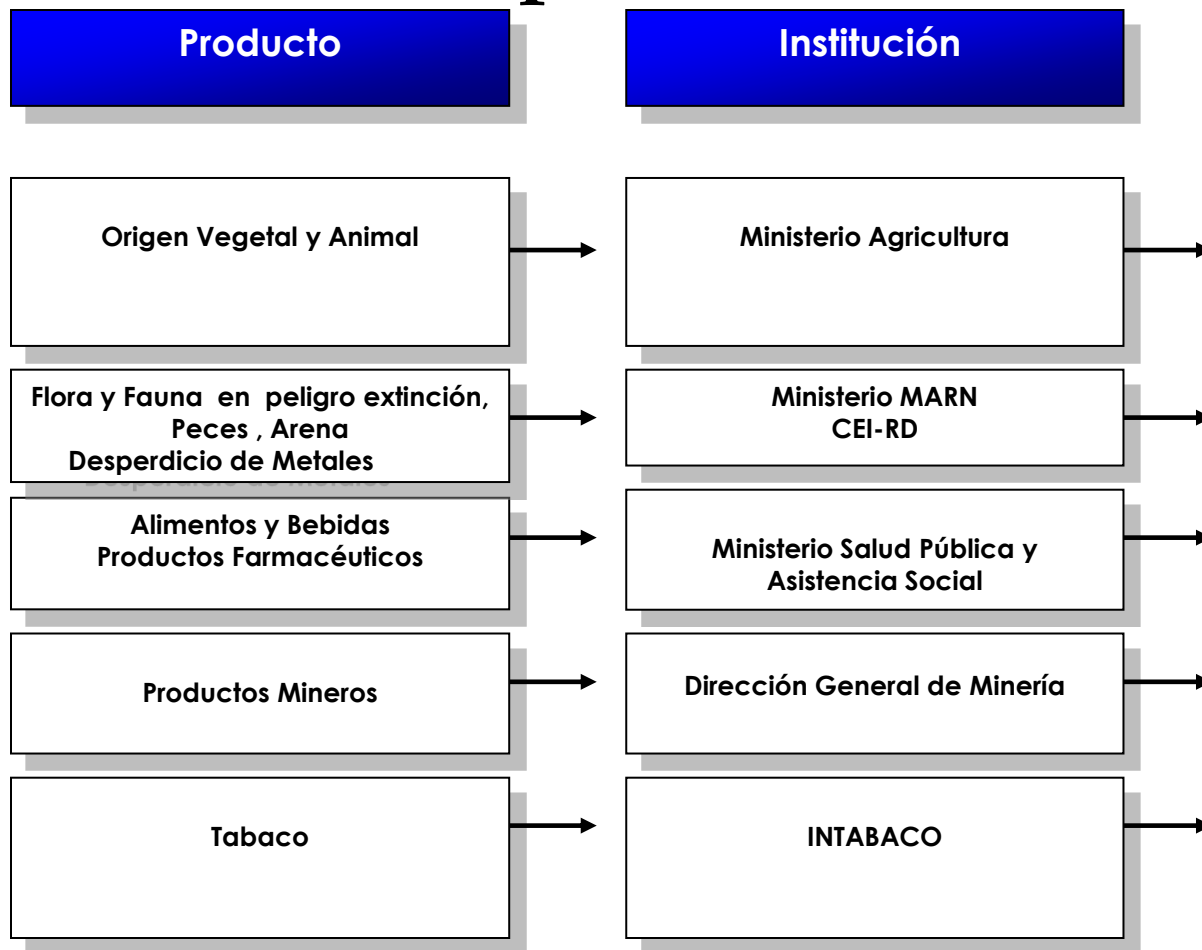 Producto
Institución
Origen Vegetal y Animal
Ministerio Agricultura
Flora y Fauna en peligro extinción,
Peces , Arena
Desperdicio de Metales
Ministerio MARN
CEI-RD
Alimentos y Bebidas
Productos Farmacéuticos
Ministerio Salud Pública y
Asistencia Social
Productos Mineros
Dirección General de Minería
Tabaco
INTABACO